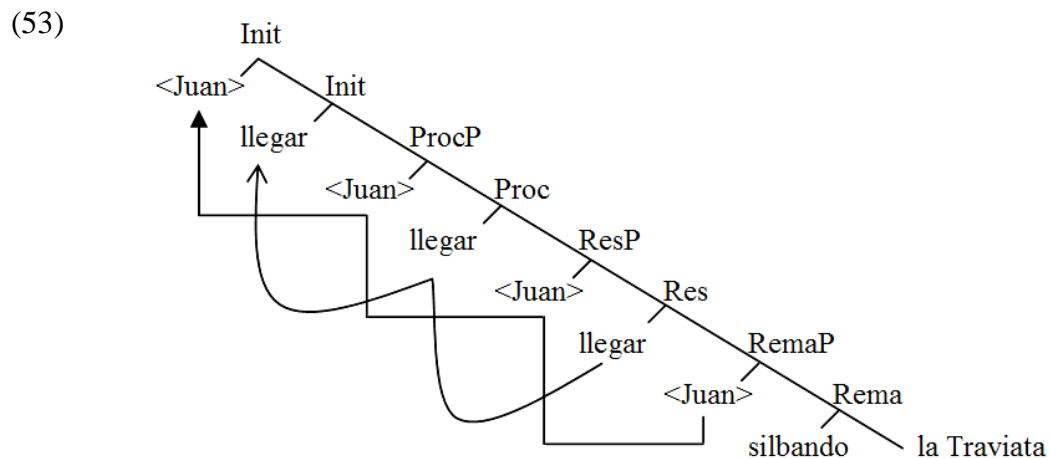 (53)
Init
<Juan>
Init
llegar
ProcP
<Juan>
Proc
llegar
ResP
<Juan>
Res
llegar
RemaP
<Juan>
Rema
silbando
la Traviata